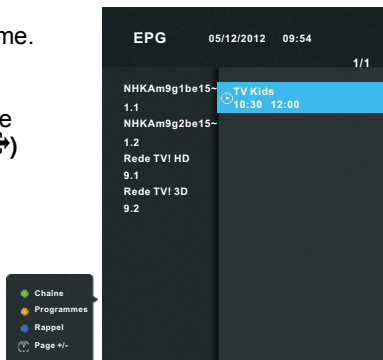 me.
e
)
EPG 05/12/2012 09:54
1/1
NHKAm9g1be15~
1.1
NHKAm9g2be15~
1.2
Rede TV! HD
9.1
Rede TV! 3D
9.2
TV Kids
10:30 12:00
Chaîne
Programmes
Rappel
Page +/-